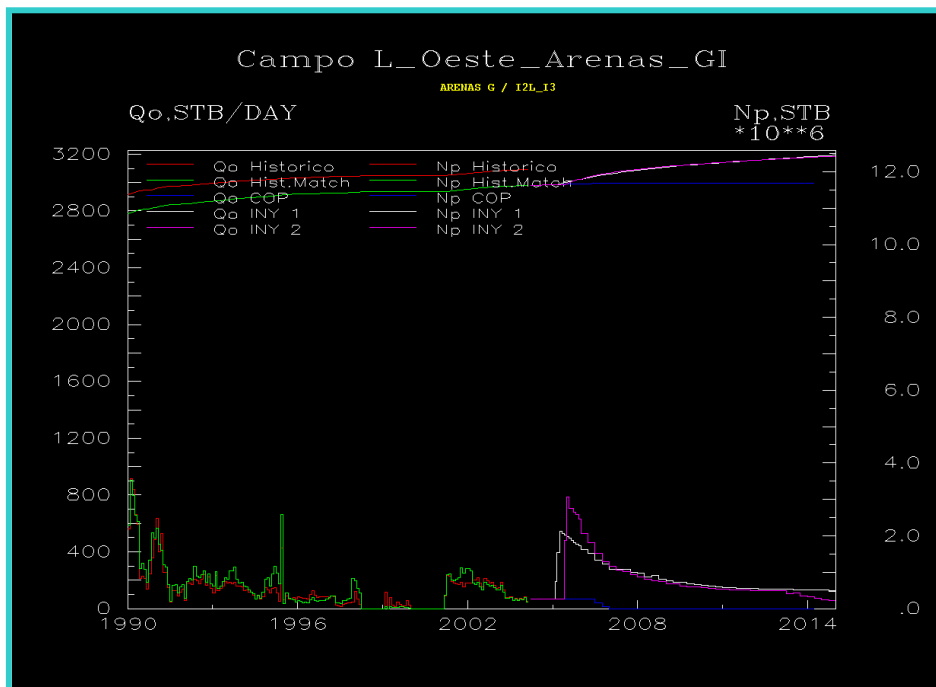 Campo L_Oeste_Arenas_GI
ARENAS G / I2L_I3
Qo,STB/DAY
Np,STB
*10**6
3200
2800
2400
2000
1600
1200
800
400
0
Qo Historico
Qo Hist.Match
Qo COP
Qo INY 1
Qo INY 2
Np Historico
Np Hist.Match
Np COP
Np INY 1
Np INY 2
12.0
10.0
8.0
6.0
4.0
2.0
.0
1990
1996
2002
2008
2014